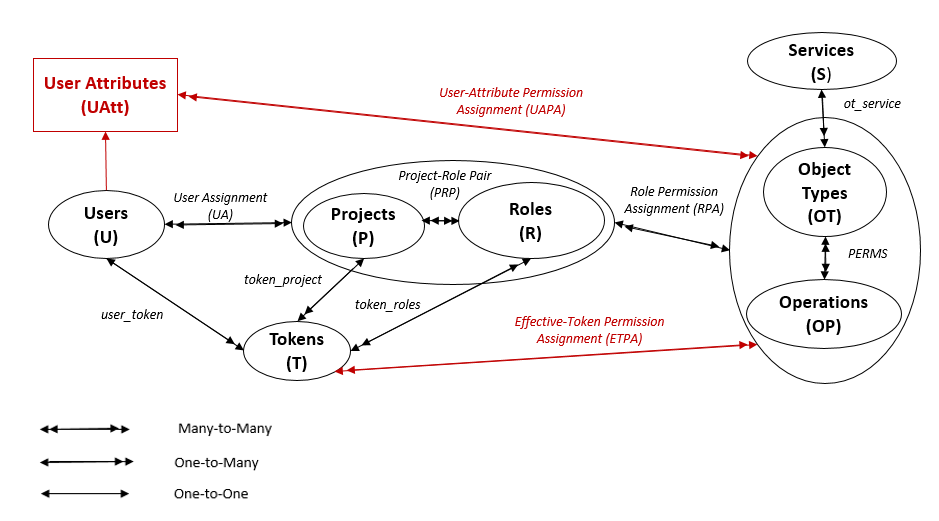 Services
(S)
User Attributes
(UAtt)
User-Attribute Permission
Assignment (UAPA)
ot_service
Object
Types
(OT)
Project-Role Pair
(PRP)
User Assignment
(UA)
Role Permission
Assignment (RPA)
Users
(U)
Projects
(P)
Roles
(R)
PERMS
token_project
token_roles
user_token
Operations
(OP)
Effective-Token Permission
Assignment (ETPA)
Tokens
(T)
Many-to-Many
One-to-Many
One-to-One